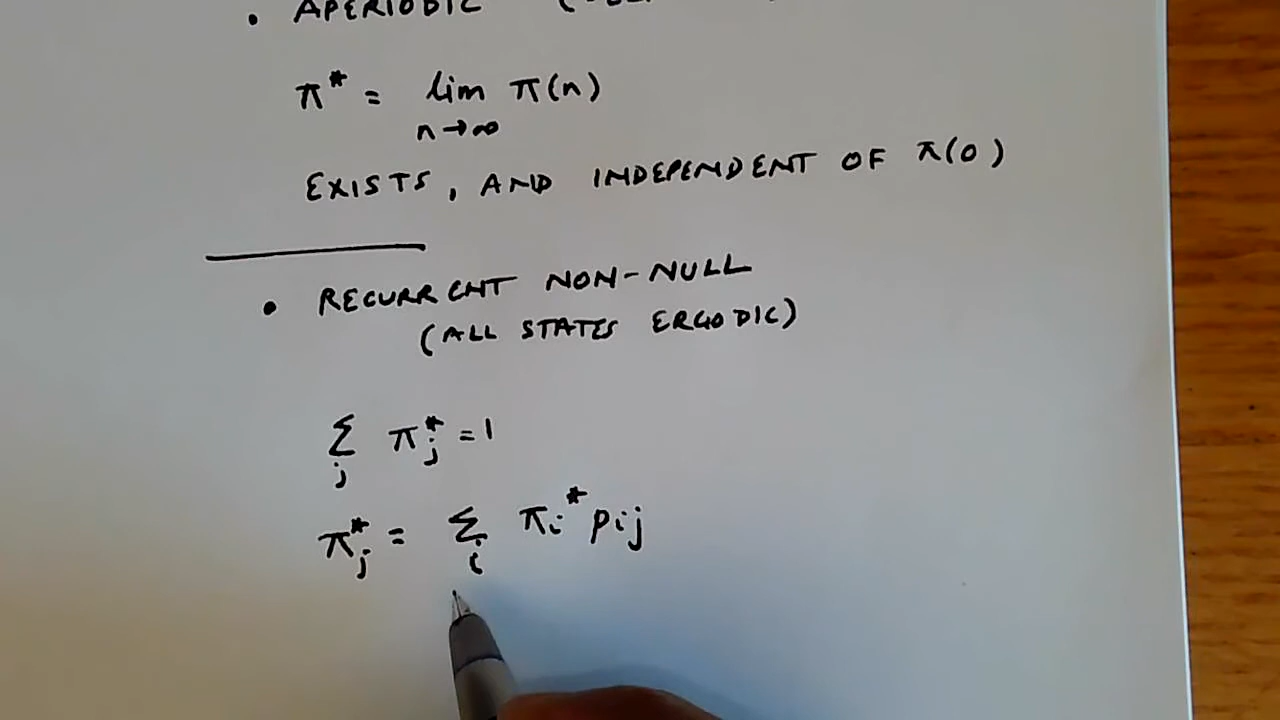 • APERIODIC (
π* = lim π(n)
n→∞
EXISTS, AND INDEPENDENT OF π(0)
• RECURRENT NON-NULL
(ALL STATES ERGODIC)
Σ π*j = 1
j
π*j = Σ πi* pij
i